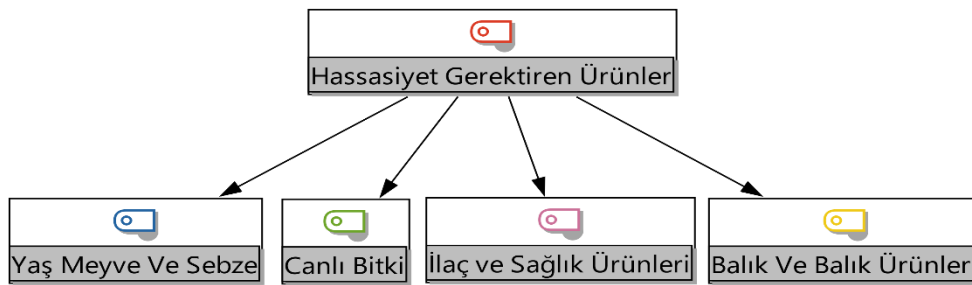 Hassasiyet Gerektiren Ürünler
Yaş Meyve Ve Sebze
Canlı Bitki
İlaç ve Sağlık Ürünleri
Balık Ve Balık Ürünler